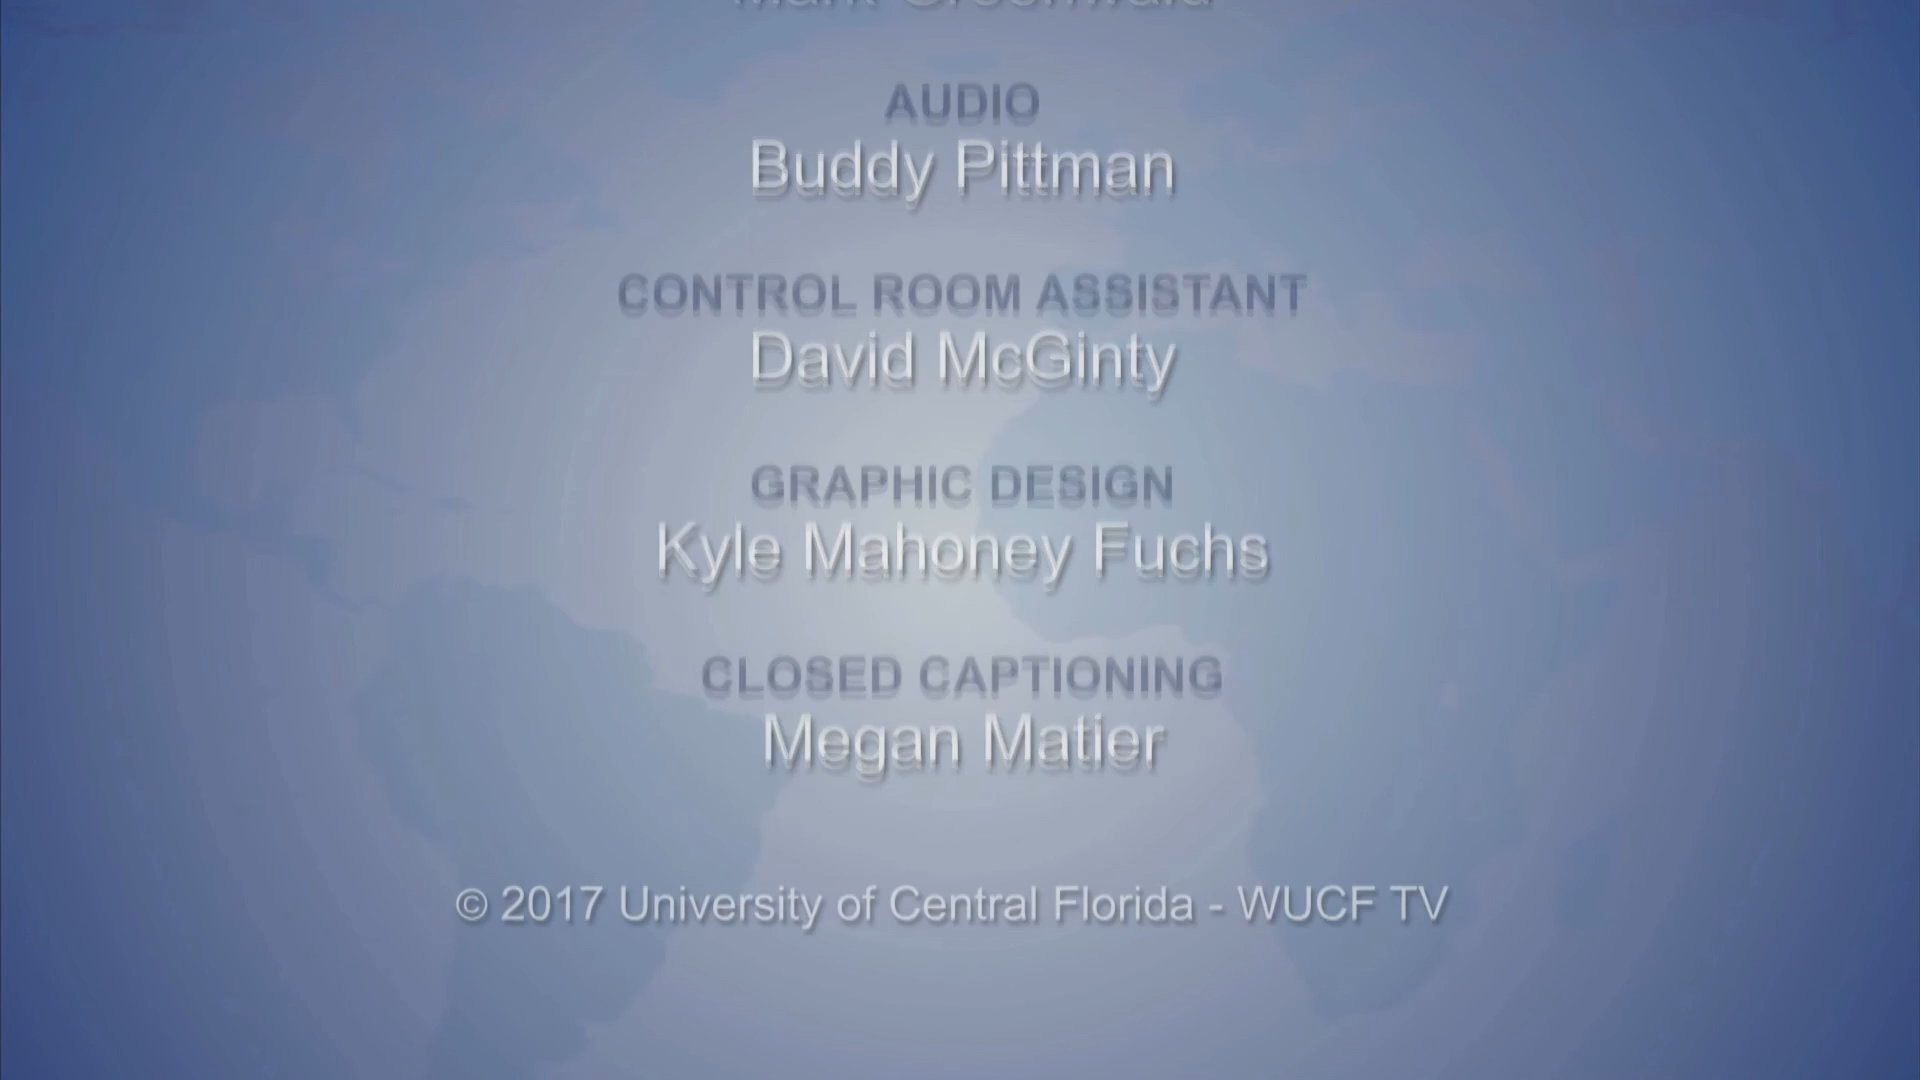 AUDIO
Buddy Pittman
CONTROL ROOM ASSISTANT
David McGinty
GRAPHIC DESIGN
Kyle Mahoney Fuchs
CLOSED CAPTIONING
Megan Matier
© 2017 University of Central Florida - WUCF TV